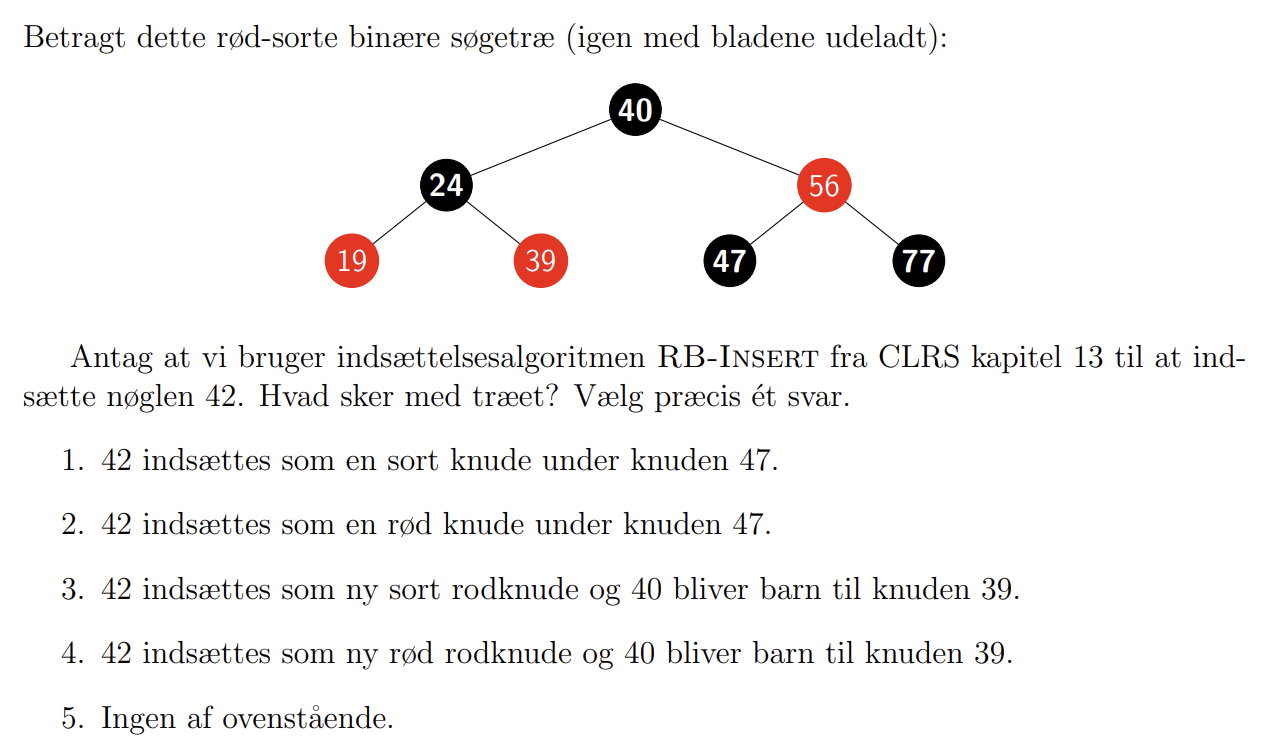 Betragt dette rød-sorte binære søgetræ (igen med bladene udeladt):
40
24
56
19
39
47
77
Antag at vi bruger indsættelsesalgoritmen RB-INSERT fra CLRS kapitel 13 til at ind-
sætte nøglen 42. Hvad sker med træet? Vælg præcis ét svar.
1. 42 indsættes som en sort knude under knuden 47.
2. 42 indsættes som en rød knude under knuden 47.
3. 42 indsættes som ny sort rodknude og 40 bliver barn til knuden 39.
4. 42 indsættes som ny rød rodknude og 40 bliver barn til knuden 39.
5. Ingen af ovenstående.